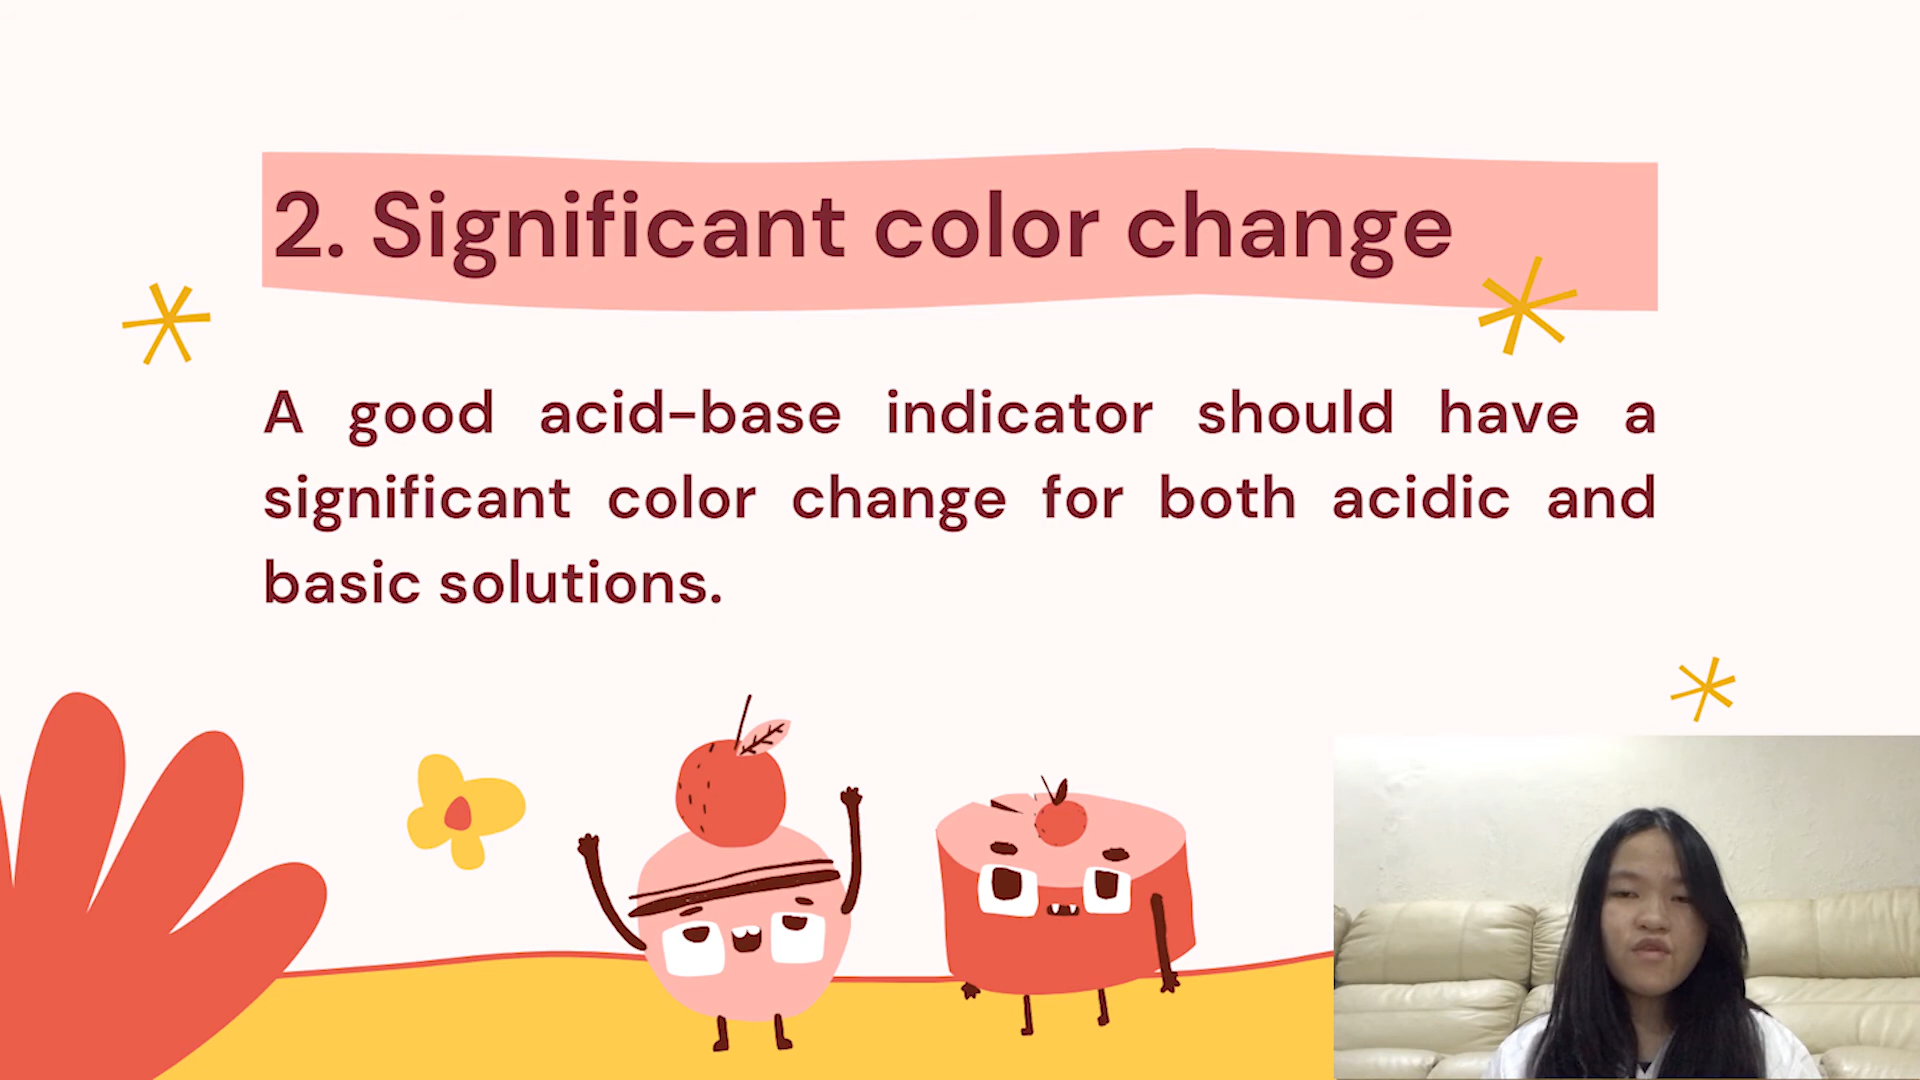 2. Significant color change
A good acid-base indicator should have a
significant color change for both acidic and
basic solutions.